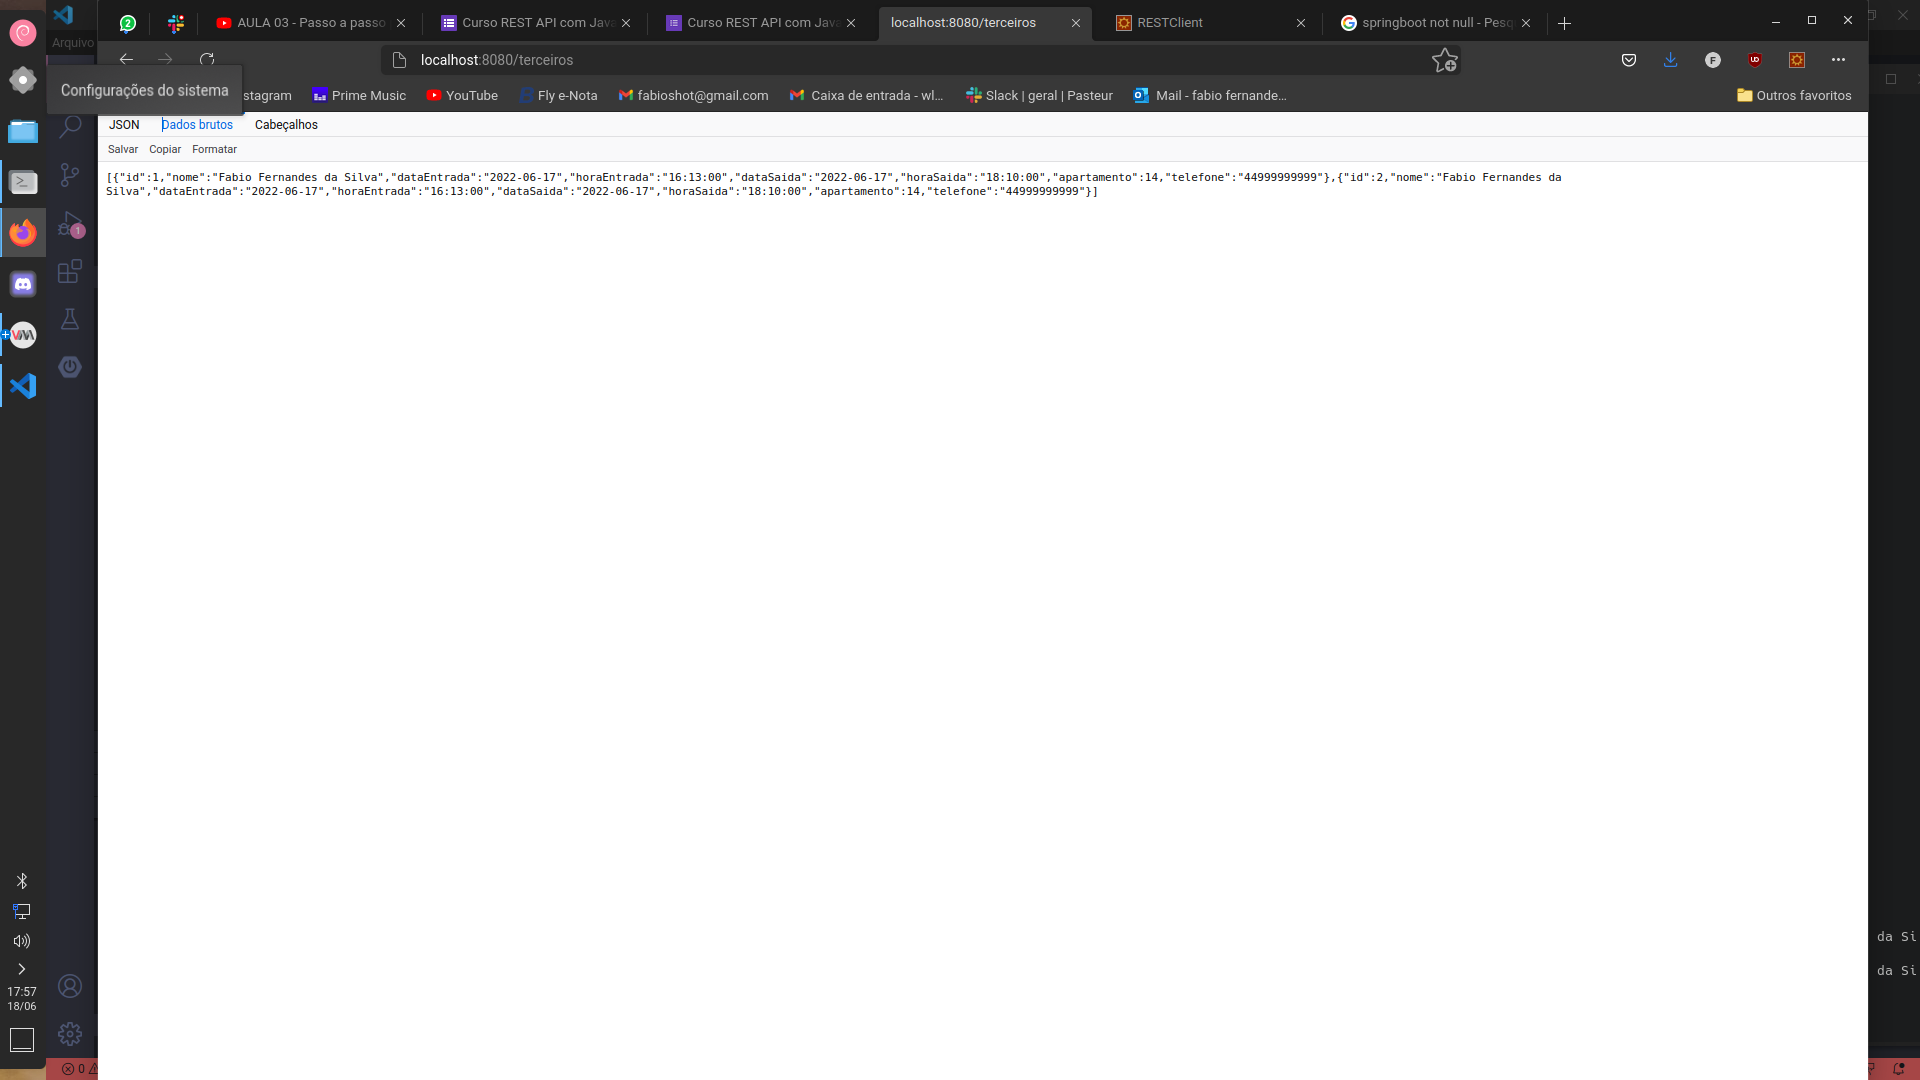 AULA 03 - Passo a passo
Curso REST API com Java
Curso REST API com Java
localhost:8080/terceiros
RESTClient
springboot not null - Pesq
Arquivo
localhost:8080/terceiros
Configurações do sistema
stagram
Prime Music
YouTube
Fly e-Nota
fabioshot@gmail.com
Caixa de entrada - wl...
Slack | geral | Pasteur
Mail - fabio fernande...
Outros favoritos
JSON
Dados brutos
Cabeçalhos
Salvar
Copiar
Formatar
[{"id":1,"nome":"Fabio Fernandes da Silva","dataEntrada":"2022-06-17","horaEntrada":"16:13:00","dataSaida":"2022-06-17","horaSaida":"18:10:00","apartamento":14,"telefone":"44999999999"},{"id":2,"nome":"Fabio Fernandes da
Silva","dataEntrada":"2022-06-17","horaEntrada":"16:13:00","dataSaida":"2022-06-17","horaSaida":"18:10:00","apartamento":14,"telefone":"44999999999"}]
1
da Si
da Si
17:57
18/06
0